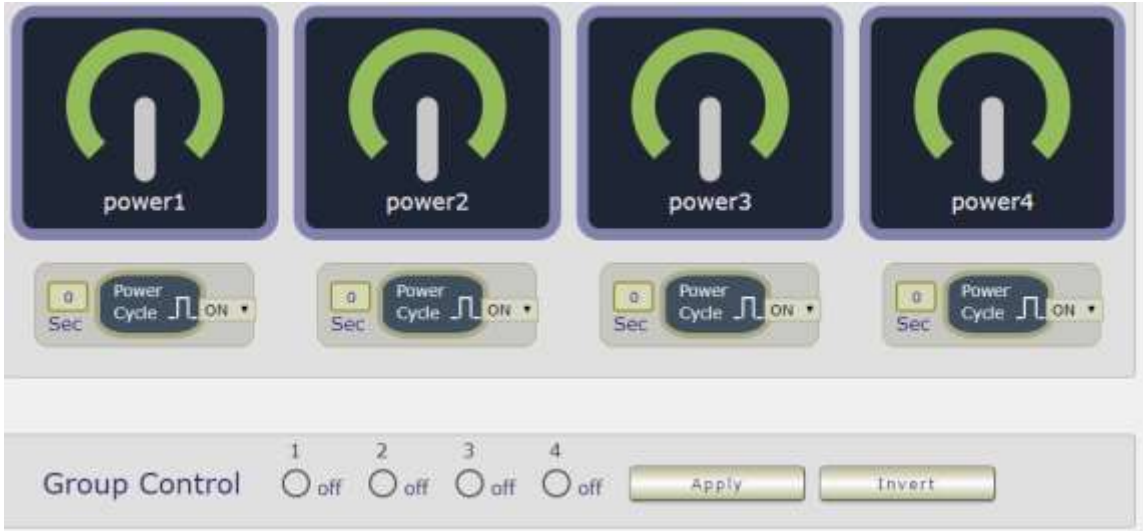 power1 power2 power3 power4
0 Power Cycle ON Sec
0 Power Cycle ON Sec
0 Power Cycle ON Sec
0 Power Cycle ON Sec
1 2 3 4
Group Control off off off off Apply Invert